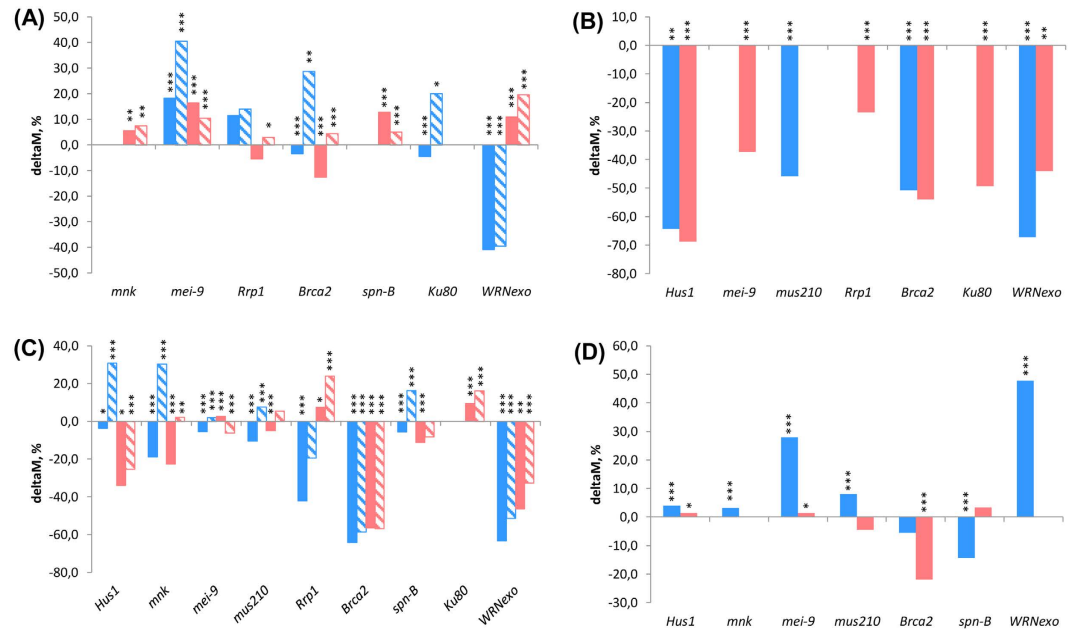 (A)
deltaM, %
50,0
40,0
30,0
20,0
10,0
0,0
-10,0
-20,0
-30,0
-40,0
-50,0
** ** *** *** *** *** * *** ** *** *** *** *** *** * *** *** *** ***
mnk mei-9 Rrp1 Brca2 spn-B Ku80 WRNexo
(B)
deltaM, %
10,0
0,0
-10,0
-20,0
-30,0
-40,0
-50,0
-60,0
-70,0
-80,0
** *** *** *** *** *** *** *** *** **
Hus1 mei-9 mus210 Rrp1 Brca2 Ku80 WRNexo
(C)
deltaM, %
40,0
20,0
0,0
-20,0
-40,0
-60,0
-80,0
* *** * *** *** *** *** ** *** *** *** *** *** *** *** *** * *** *** *** *** *** *** *** *** *** *** *** *** *** ***
Hus1 mnk mei-9 mus210 Rrp1 Brca2 spn-B Ku80 WRNexo
(D)
deltaM, %
60,0
50,0
40,0
30,0
20,0
10,0
0,0
-10,0
-20,0
-30,0
*** * *** *** * *** *** *** ***
Hus1 mnk mei-9 mus210 Brca2 spn-B WRNexo